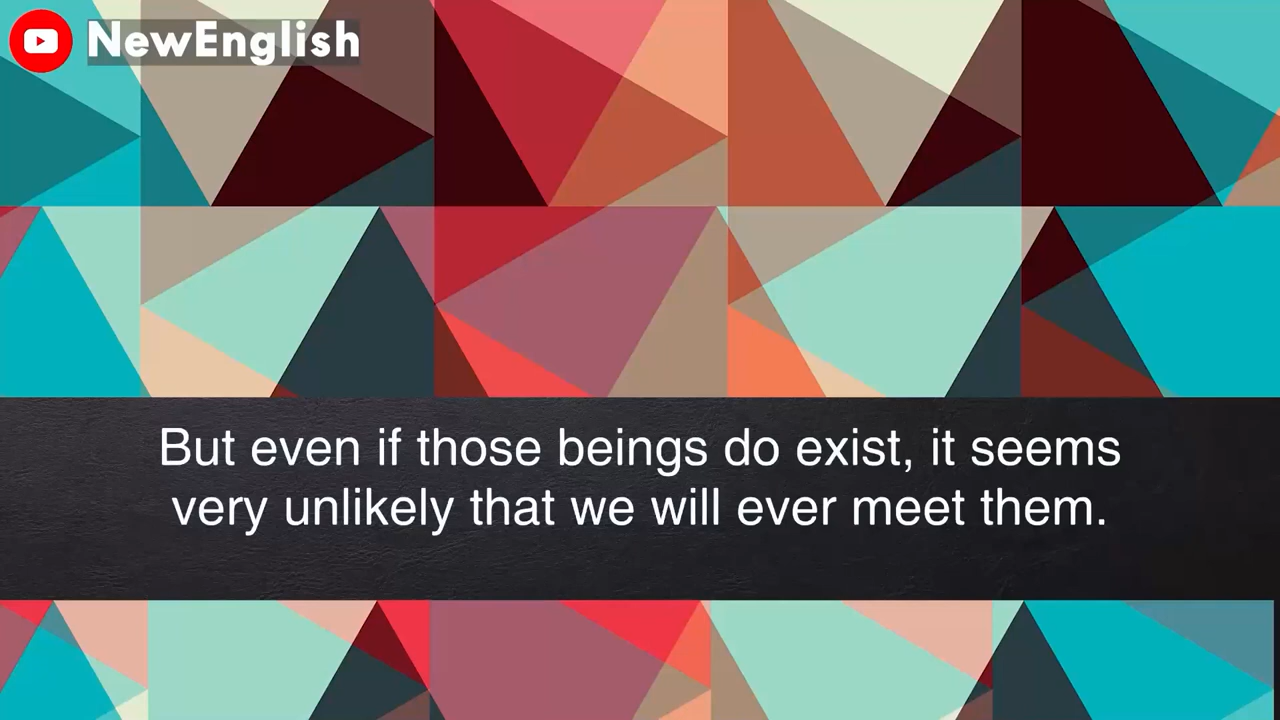 NewEnglish
But even if those beings do exist, it seems
very unlikely that we will ever meet them.